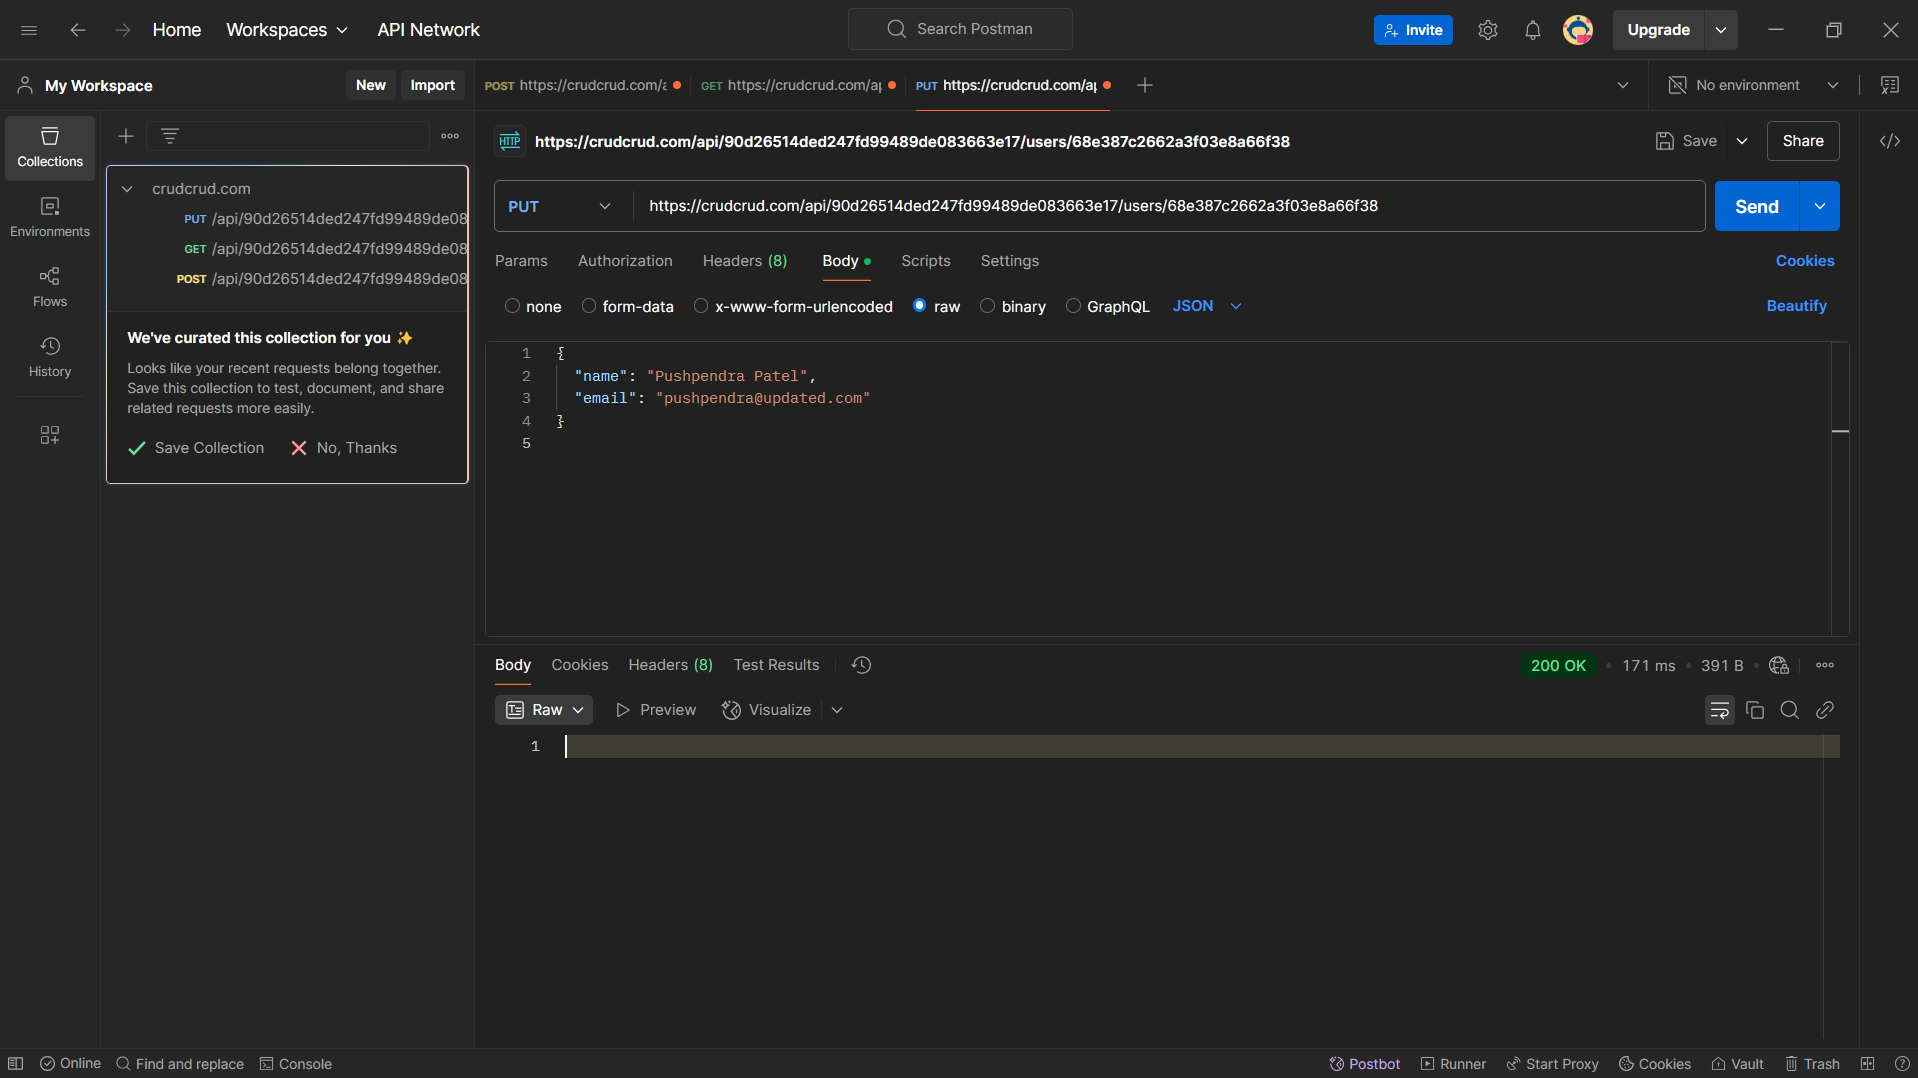 Home Workspaces API Network Search Postman Invite Upgrade
My Workspace New Import
POST https://crudcrud.com/a GET https://crudcrud.com/ap PUT https://crudcrud.com/ap No environment
Collections
Environments
Flows
History
crudcrud.com
PUT /api/90d26514ded247fd99489de08
GET /api/90d26514ded247fd99489de08
POST /api/90d26514ded247fd99489de08
We've curated this collection for you ✨
Looks like your recent requests belong together.
Save this collection to test, document, and share
related requests more easily.
Save Collection No, Thanks
HTTP https://crudcrud.com/api/90d26514ded247fd99489de083663e17/users/68e387c2662a3f03e8a66f38 Save Share
PUT https://crudcrud.com/api/90d26514ded247fd99489de083663e17/users/68e387c2662a3f03e8a66f38 Send
Params Authorization Headers (8) Body Scripts Settings Cookies
none form-data x-www-form-urlencoded raw binary GraphQL JSON Beautify
1 {
2 "name": "Pushpendra Patel",
3 "email": "pushpendra@updated.com"
4 }
5
Body Cookies Headers (8) Test Results 200 OK • 171 ms • 391 B
Raw Preview Visualize
1
Online Find and replace Console Postbot Runner Start Proxy Cookies Vault Trash